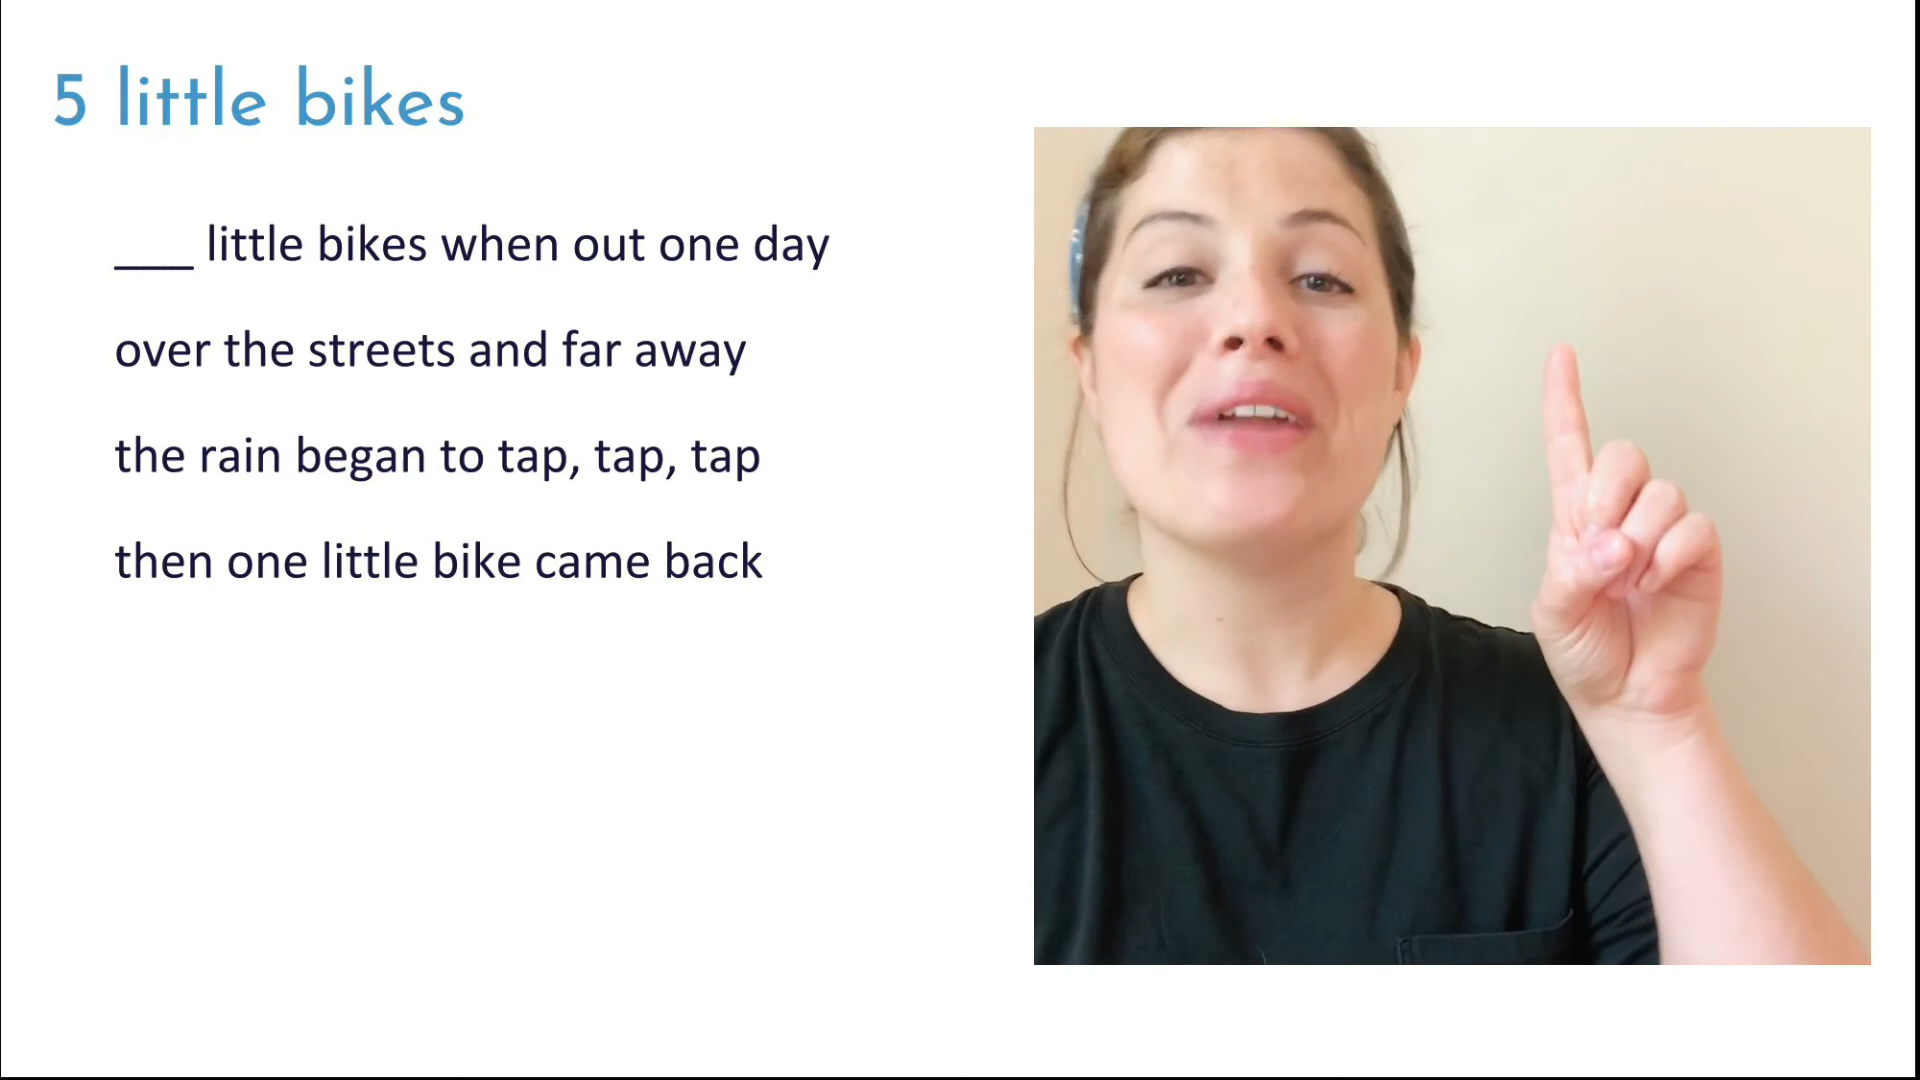 5 little bikes
___ little bikes when out one day
over the streets and far away
the rain began to tap, tap, tap
then one little bike came back